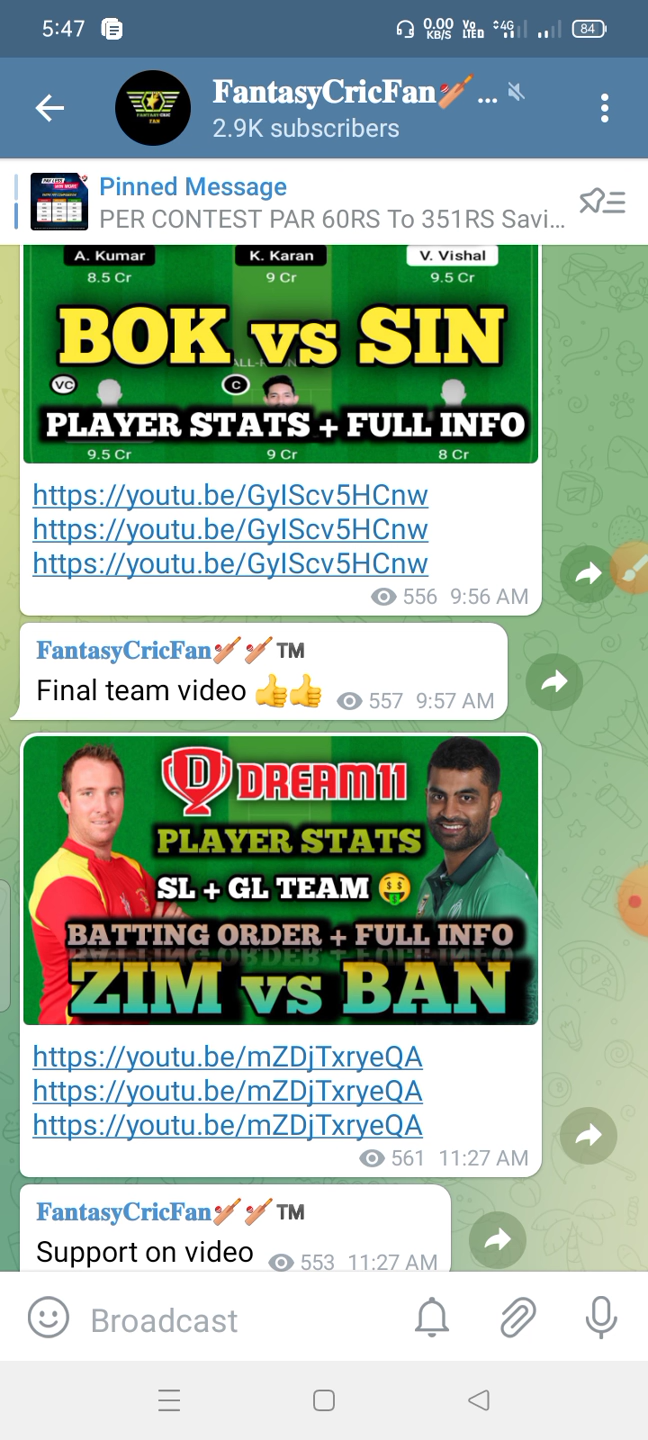 5:47
0.00 KB/S
Vo LTED
4G
84
FantasyCricFan🏏...
2.9K subscribers
Pinned Message
PER CONTEST PAR 60RS To 351RS Savi...
A. Kumar K. Karan V. Vishal
8.5 Cr 9 Cr 9.5 Cr
BOK vs SIN
VC C
PLAYER STATS + FULL INFO
9.5 Cr 9 Cr 8 Cr
https://youtu.be/GyIScv5HCnw
https://youtu.be/GyIScv5HCnw
https://youtu.be/GyIScv5HCnw
556 9:56 AM
FantasyCricFan🏏🏏™
Final team video 👍👍 557 9:57 AM
DREAM11
PLAYER STATS
SL + GL TEAM 🤑
BATTING ORDER + FULL INFO
ZIM vs BAN
https://youtu.be/mZDjTxryeQA
https://youtu.be/mZDjTxryeQA
https://youtu.be/mZDjTxryeQA
561 11:27 AM
FantasyCricFan🏏🏏™
Support on video 553 11:27 AM
Broadcast